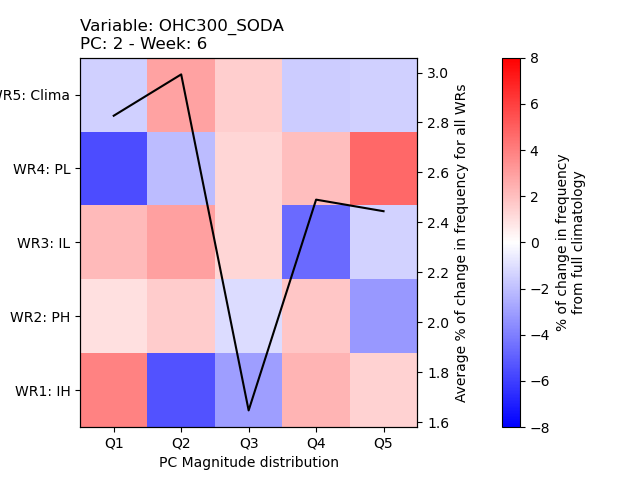 Variable: OHC300_SODA
PC: 2 - Week: 6
WR5: Clima
WR4: PL
WR3: IL
WR2: PH
WR1: IH
Q1 Q2 Q3 Q4 Q5
PC Magnitude distribution
3.0
2.8
2.6
2.4
2.2
2.0
1.8
1.6
Average % of change in frequency for all WRs
8
6
4
2
0
−2
−4
−6
−8
% of change in frequency
from full climatology